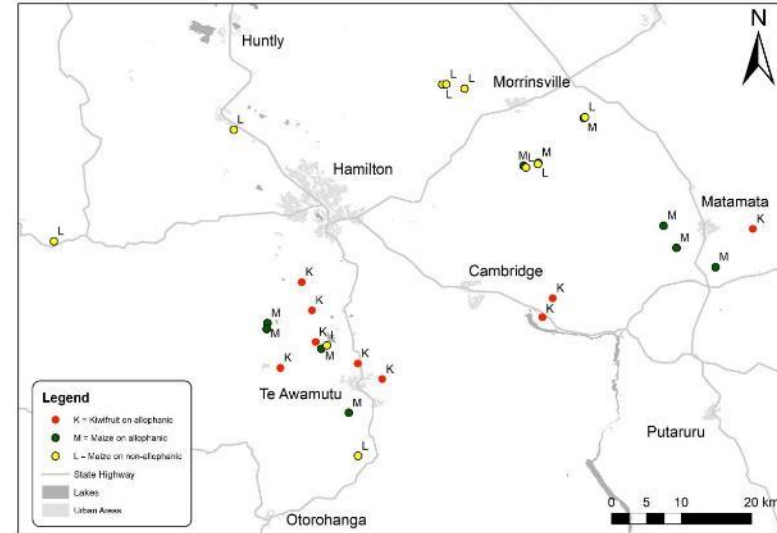 N
Huntly
L
L
L
Morrinsville
L
M
L
Hamilton
M
L
M
L
Matamata
K
L
M
M
M
K
Cambridge
K
K
K
M
M
K
L
M
K
K
K
Te Awamutu
M
L
Putaruru
Otorohanga
Legend
K = Kiwifruit on allophanic
M = Maize on allophanic
L = Maize on non-allophanic
State Highway
Lakes
Urban Areas
0 5 10 20 km